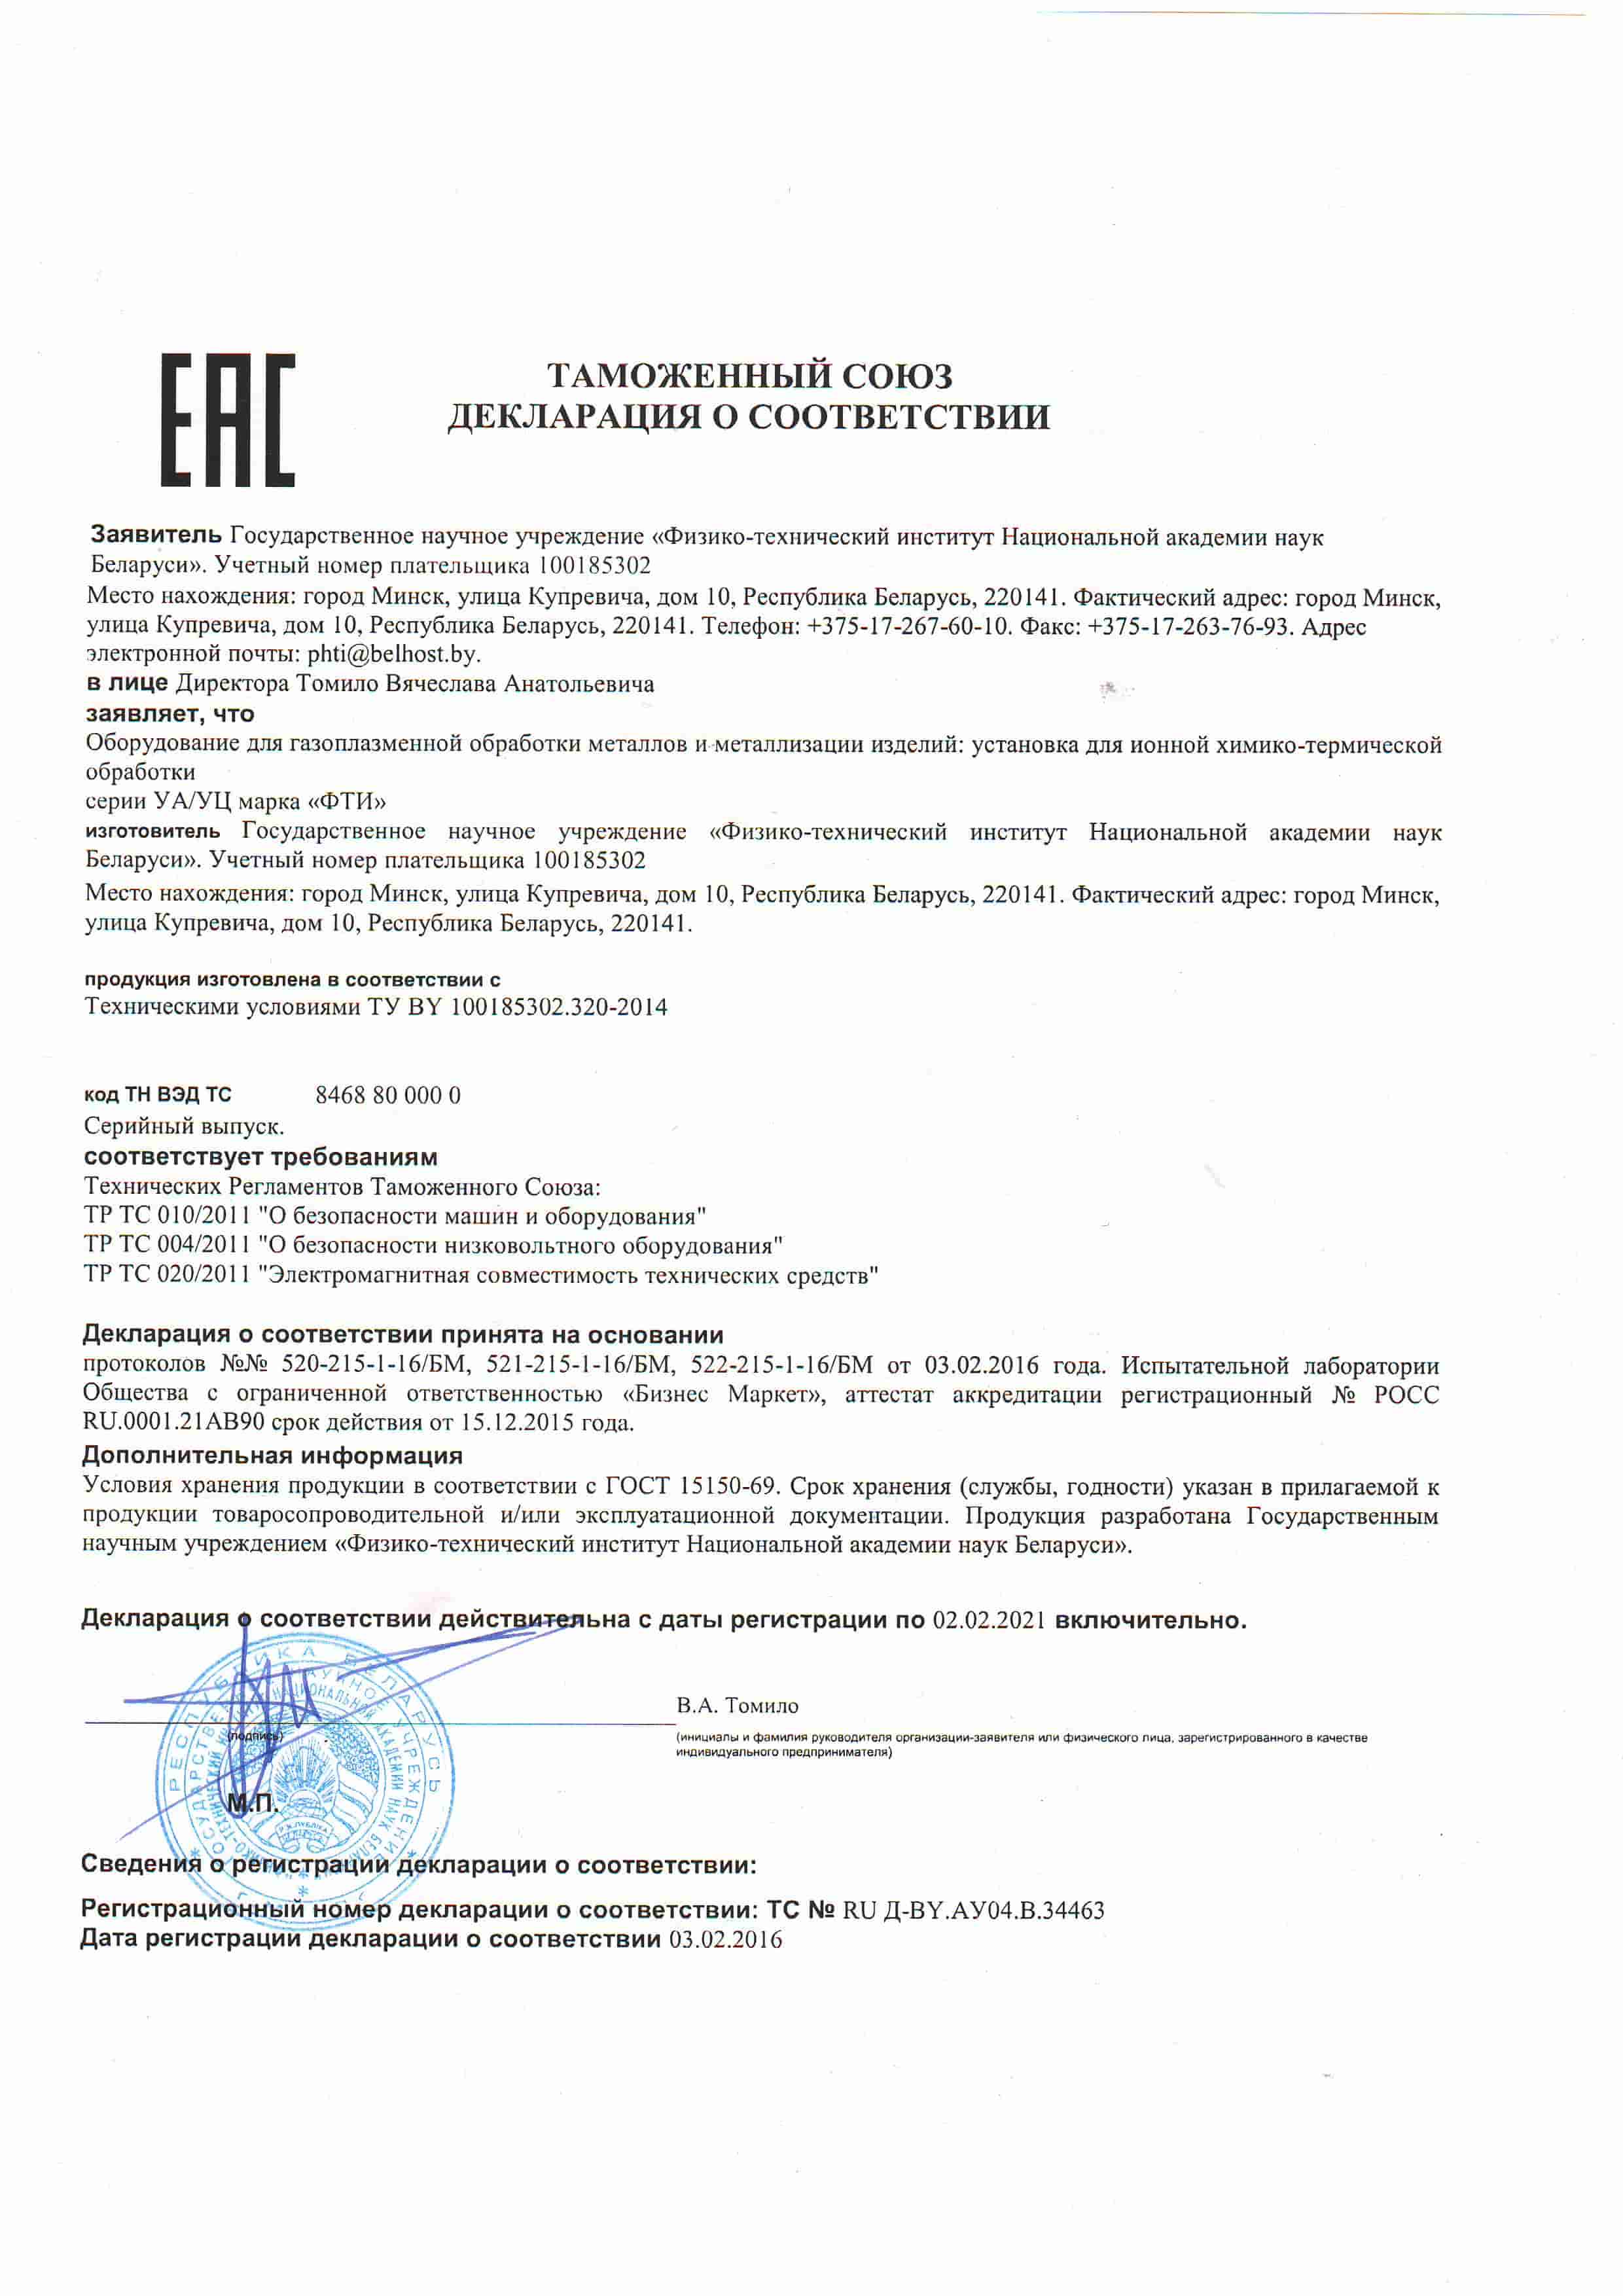 ЕАС
ТАМОЖЕННЫЙ СОЮЗ
ДЕКЛАРАЦИЯ О СООТВЕТСТВИИ
Заявитель Государственное научное учреждение «Физико-технический институт Национальной академии наук
Беларуси». Учетный номер плательщика 100185302
Место нахождения: город Минск, улица Купревича, дом 10, Республика Беларусь, 220141. Фактический адрес: город Минск,
улица Купревича, дом 10, Республика Беларусь, 220141. Телефон: +375-17-267-60-10. Факс: +375-17-263-76-93. Адрес
электронной почты: phti@belhost.by.
в лице Директора Томило Вячеслава Анатольевича
заявляет, что
Оборудование для газоплазменной обработки металлов и металлизации изделий: установка для ионной химико-термической
обработки
серии УА/УЦ марка «ФТИ»
изготовитель Государственное научное учреждение «Физико-технический институт Национальной академии наук
Беларуси». Учетный номер плательщика 100185302
Место нахождения: город Минск, улица Купревича, дом 10, Республика Беларусь, 220141. Фактический адрес: город Минск,
улица Купревича, дом 10, Республика Беларусь, 220141.
продукция изготовлена в соответствии с
Техническими условиями ТУ BY 100185302.320-2014
код ТН ВЭД ТС 8468 80 000 0
Серийный выпуск.
соответствует требованиям
Технических Регламентов Таможенного Союза:
ТР ТС 010/2011 "О безопасности машин и оборудования"
ТР ТС 004/2011 "О безопасности низковольтного оборудования"
ТР ТС 020/2011 "Электромагнитная совместимость технических средств"
Декларация о соответствии принята на основании
протоколов №№ 520-215-1-16/БМ, 521-215-1-16/БМ, 522-215-1-16/БМ от 03.02.2016 года. Испытательной лаборатории
Общества с ограниченной ответственностью «Бизнес Маркет», аттестат аккредитации регистрационный № РОСС
RU.0001.21АВ90 срок действия от 15.12.2015 года.
Дополнительная информация
Условия хранения продукции в соответствии с ГОСТ 15150-69. Срок хранения (службы, годности) указан в прилагаемой к
продукции товаросопроводительной и/или эксплуатационной документации. Продукция разработана Государственным
научным учреждением «Физико-технический институт Национальной академии наук Беларуси».
Декларация о соответствии действительна с даты регистрации по 02.02.2021 включительно.
В.А. Томило
(подпись)
(инициалы и фамилия руководителя организации-заявителя или физического лица, зарегистрированного в качестве
индивидуального предпринимателя)
М.П.
РЕСПУБЛИКА БЕЛАРУСЬ
Сведения о регистрации декларации о соответствии:
Регистрационный номер декларации о соответствии: ТС № RU Д-BY.АУ04.В.34463
Дата регистрации декларации о соответствии 03.02.2016